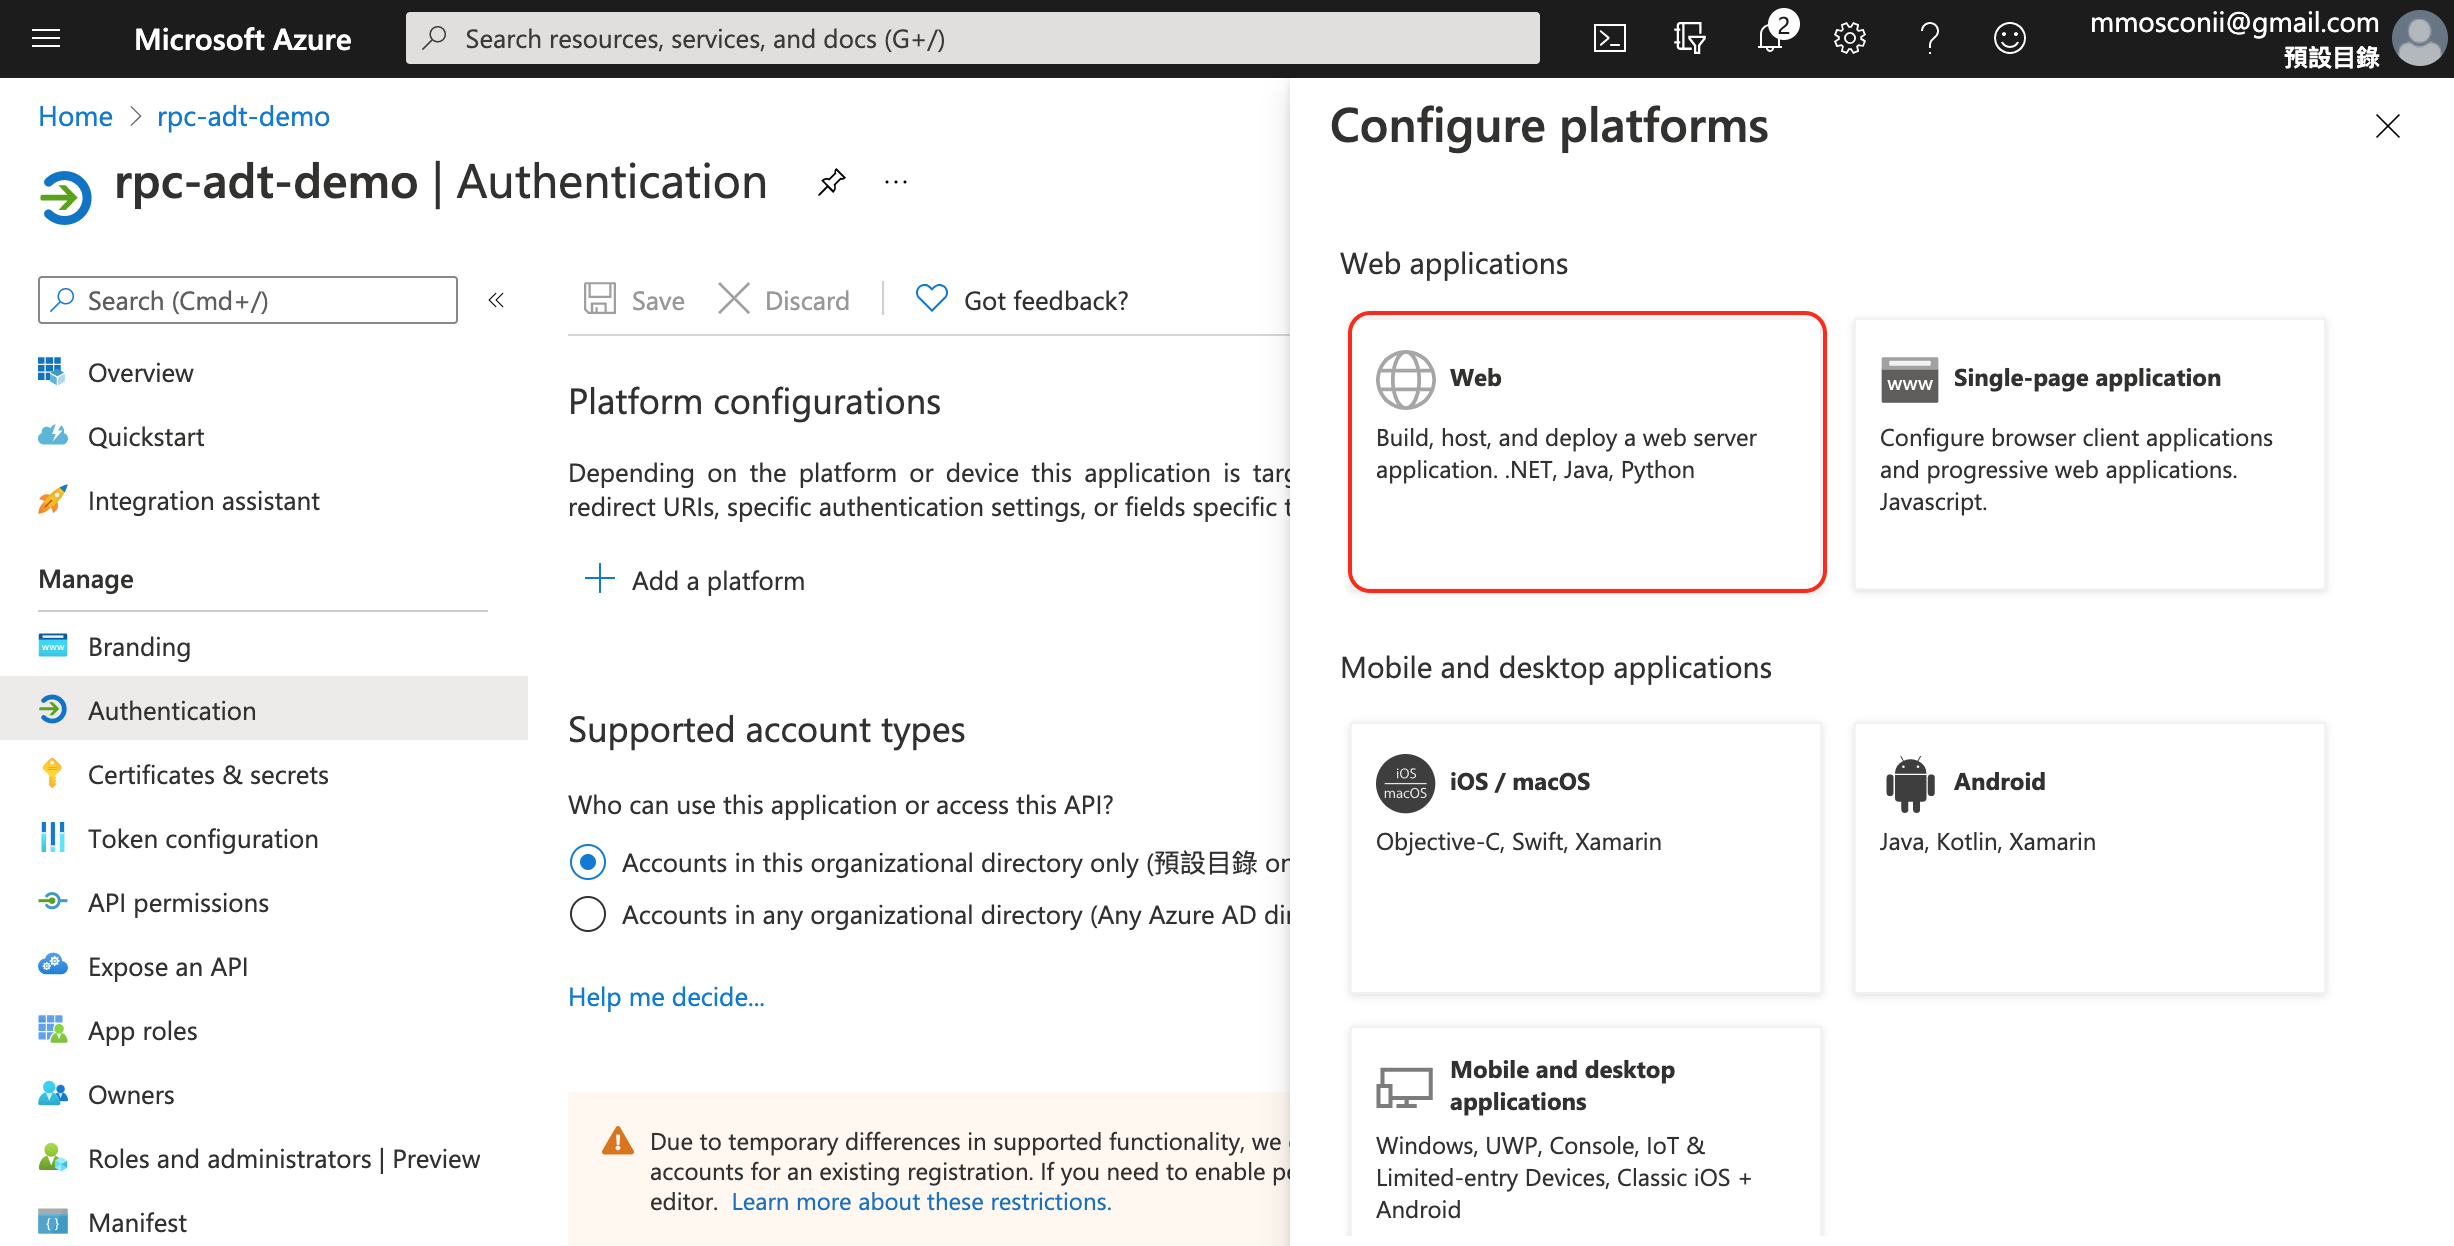 Microsoft Azure
Search resources, services, and docs (G+/)
2
mmosconii@gmail.com
預設目錄
Home
rpc-adt-demo
rpc-adt-demo | Authentication
Search (Cmd+/)
Overview
Quickstart
Integration assistant
Manage
www
Branding
Authentication
Certificates & secrets
Token configuration
API permissions
Expose an API
App roles
Owners
Roles and administrators | Preview
Manifest
Save
Discard
Got feedback?
Platform configurations
Depending on the platform or device this application is
redirect URIs, specific authentication settings, or fields specific
Add a platform
Supported account types
Who can use this application or access this API?
Accounts in this organizational directory only (預設目錄
Accounts in any organizational directory (Any Azure AD
Help me decide...
Due to temporary differences in supported functionality, we
accounts for an existing registration. If you need to enable
editor. Learn more about these restrictions.
Configure platforms
Web applications
Web
Build, host, and deploy a web server
application. .NET, Java, Python
www
Single-page application
Configure browser client applications
and progressive web applications.
Javascript.
Mobile and desktop applications
iOS
macOS
iOS / macOS
Objective-C, Swift, Xamarin
Android
Java, Kotlin, Xamarin
Mobile and desktop
applications
Windows, UWP, Console, IoT &
Limited-entry Devices, Classic iOS +
Android